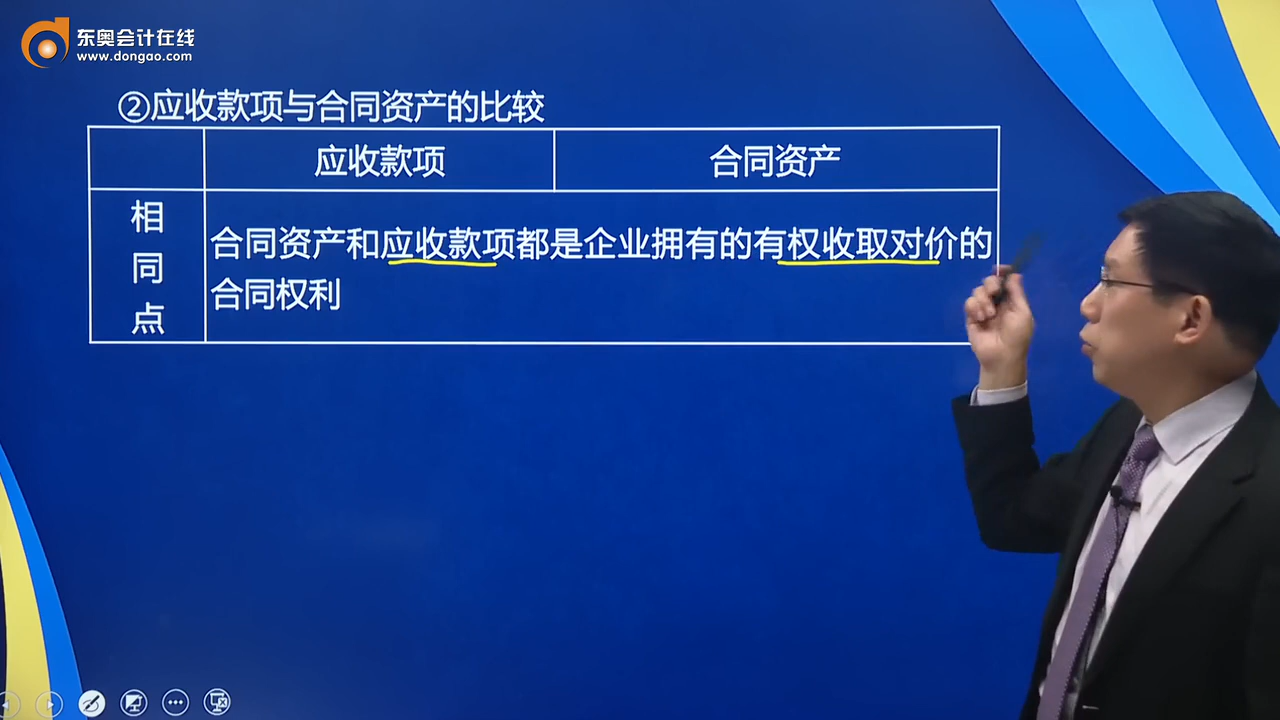 东奥会计在线
www.dongao.com
②应收款项与合同资产的比较
应收款项
合同资产
相同点
合同资产和应收款项都是企业拥有的有权收取对价的
合同权利